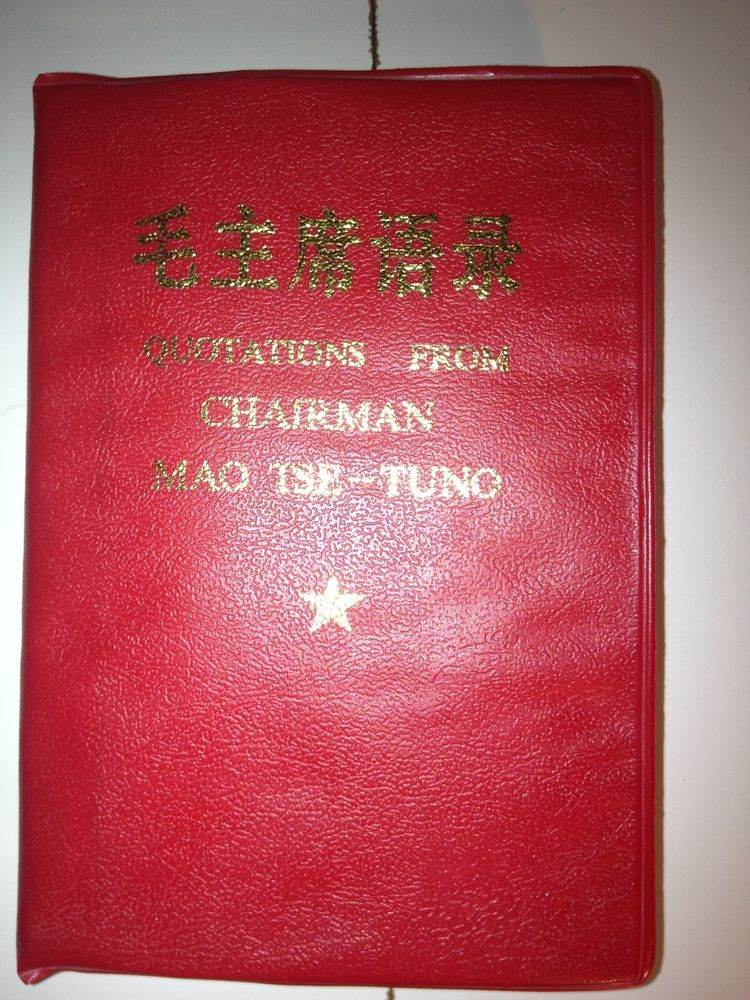 毛主席语录
QUOTATIONS FROM
CHAIRMAN
MAO TSE-TUNG